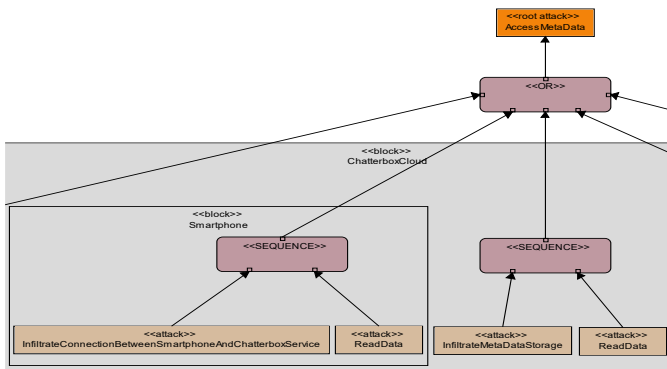 <<root attack>>
AccessMetaData
<<OR>>
<<block>>
ChatterboxCloud
<<block>>
Smartphone
<<SEQUENCE>>
<<SEQUENCE>>
<<attack>>
InfiltrateConnectionBetweenSmartphoneAndChatterboxService
<<attack>>
ReadData
<<attack>>
InfiltrateMetaDataStorage
<<attack>>
ReadData